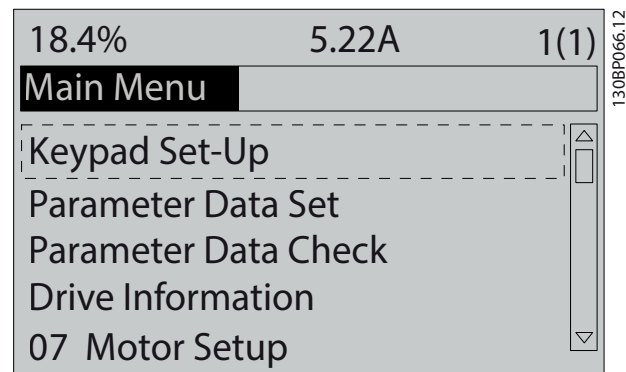 18.4% 5.22A 1(1)
Main Menu
Keypad Set-Up
Parameter Data Set
Parameter Data Check
Drive Information
07 Motor Setup
130BP066.12